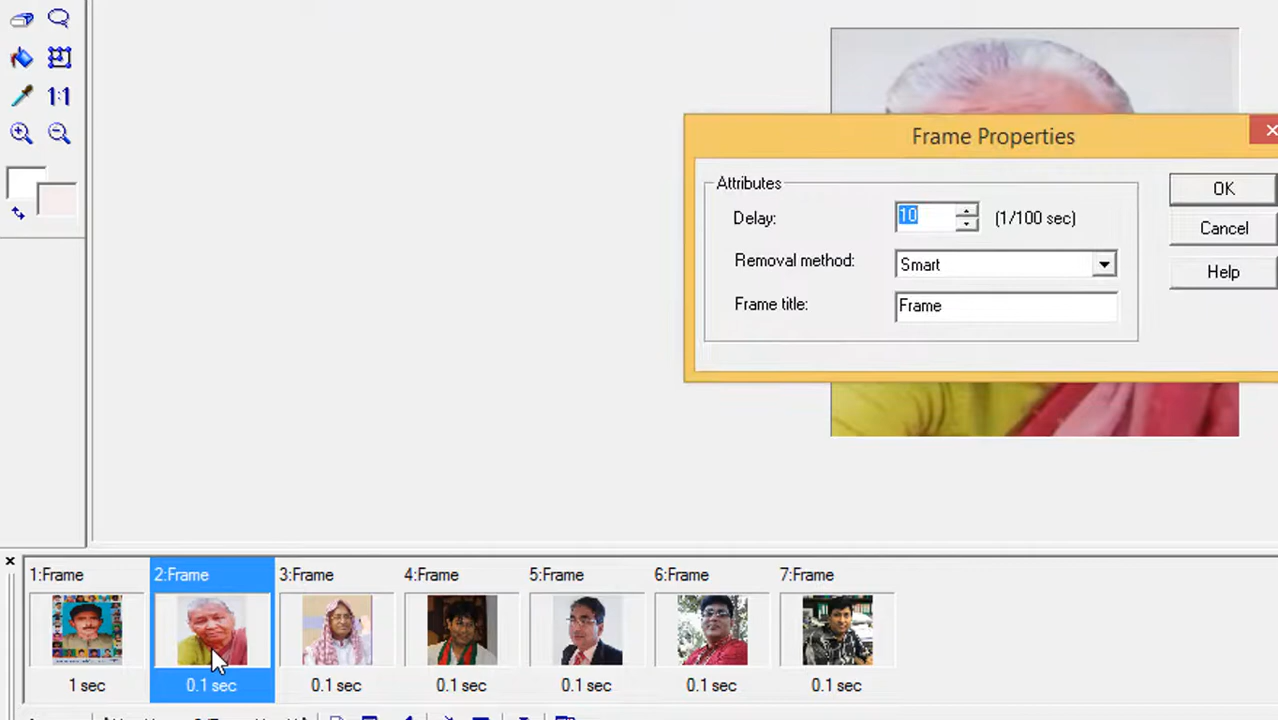 1:1
Frame Properties
Attributes
Delay:
10
(1/100 sec)
OK
Removal method:
Smart
Cancel
Frame title:
Frame
Help
1:Frame
2:Frame
3:Frame
4:Frame
5:Frame
6:Frame
7:Frame
1 sec
0.1 sec
0.1 sec
0.1 sec
0.1 sec
0.1 sec
0.1 sec